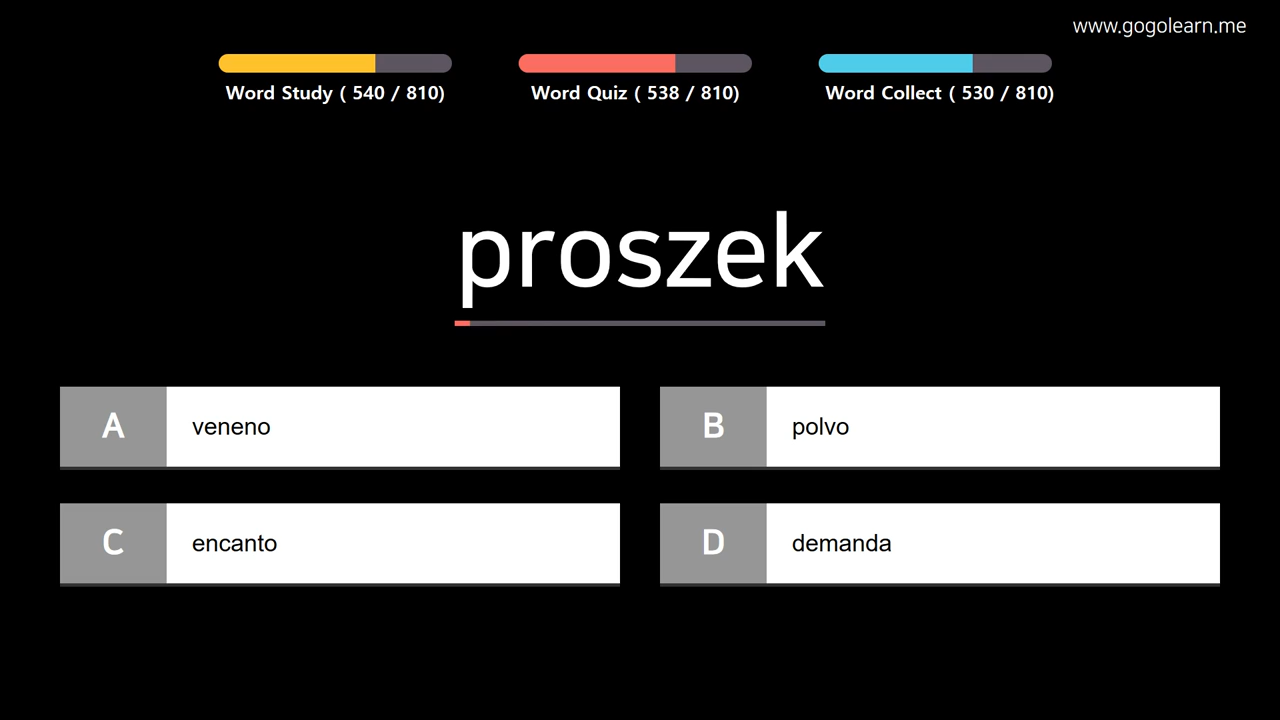 www.gogolearn.me
Word Study ( 540 / 810)
Word Quiz ( 538 / 810)
Word Collect ( 530 / 810)
proszek
A veneno
B polvo
C encanto
D demanda